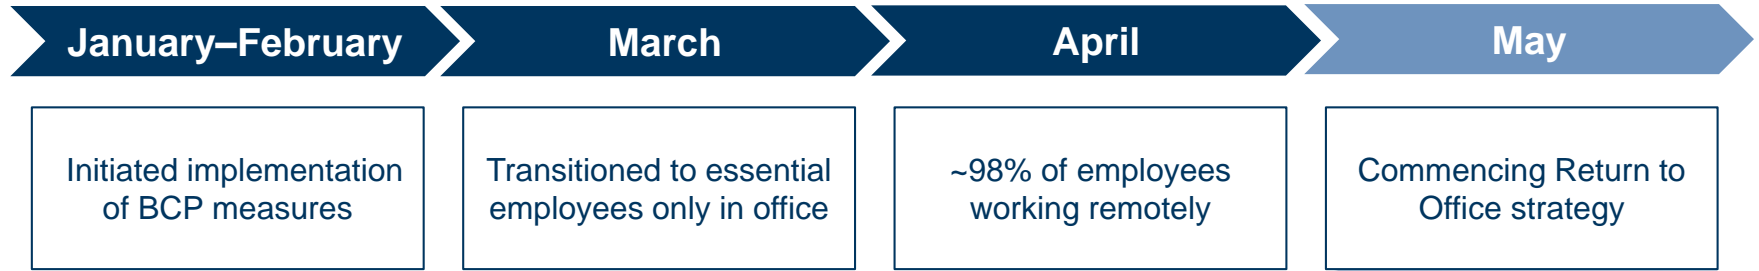 January–February
March
April
May
Initiated implementation
of BCP measures
Transitioned to essential
employees only in office
~98% of employees
working remotely
Commencing Return to
Office strategy